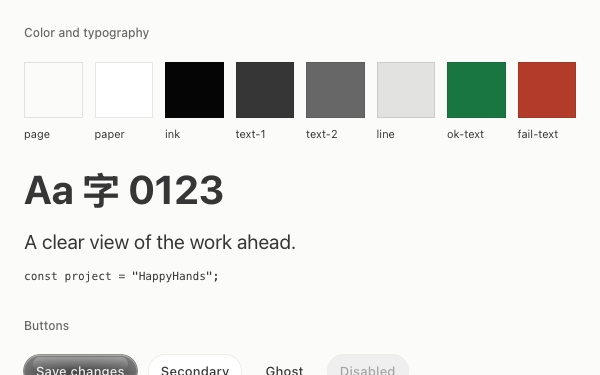 Color and typography
page paper ink text-1 text-2 line ok-text fail-text
Aa 字 0123
A clear view of the work ahead.
const project = "HappyHands";
Buttons
Save changes Secondary Ghost Disabled